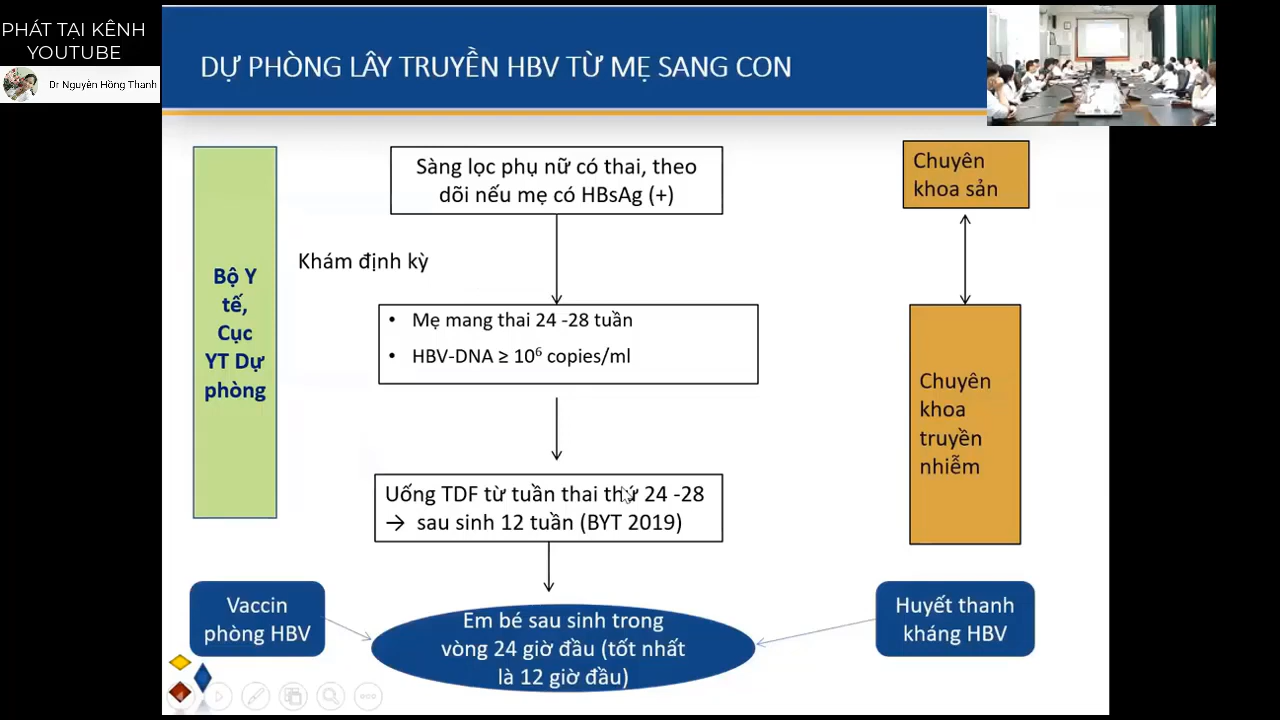 PHÁT TẠI KÊNH
YOUTUBE
Dr Nguyễn Hồng Thanh
DỰ PHÒNG LÂY TRUYỀN HBV TỪ MẸ SANG CON
Bộ Y
tế,
Cục
YT Dự
phòng
Sàng lọc phụ nữ có thai, theo
dõi nếu mẹ có HBsAg (+)
Khám định kỳ
• Mẹ mang thai 24 -28 tuần
• HBV-DNA ≥ 10⁶ copies/ml
Uống TDF từ tuần thai thứ 24 -28
→ sau sinh 12 tuần (BYT 2019)
Chuyên
khoa sản
Chuyên
khoa
truyền
nhiễm
Vaccin
phòng HBV
Em bé sau sinh trong
vòng 24 giờ đầu (tốt nhất
là 12 giờ đầu)
Huyết thanh
kháng HBV